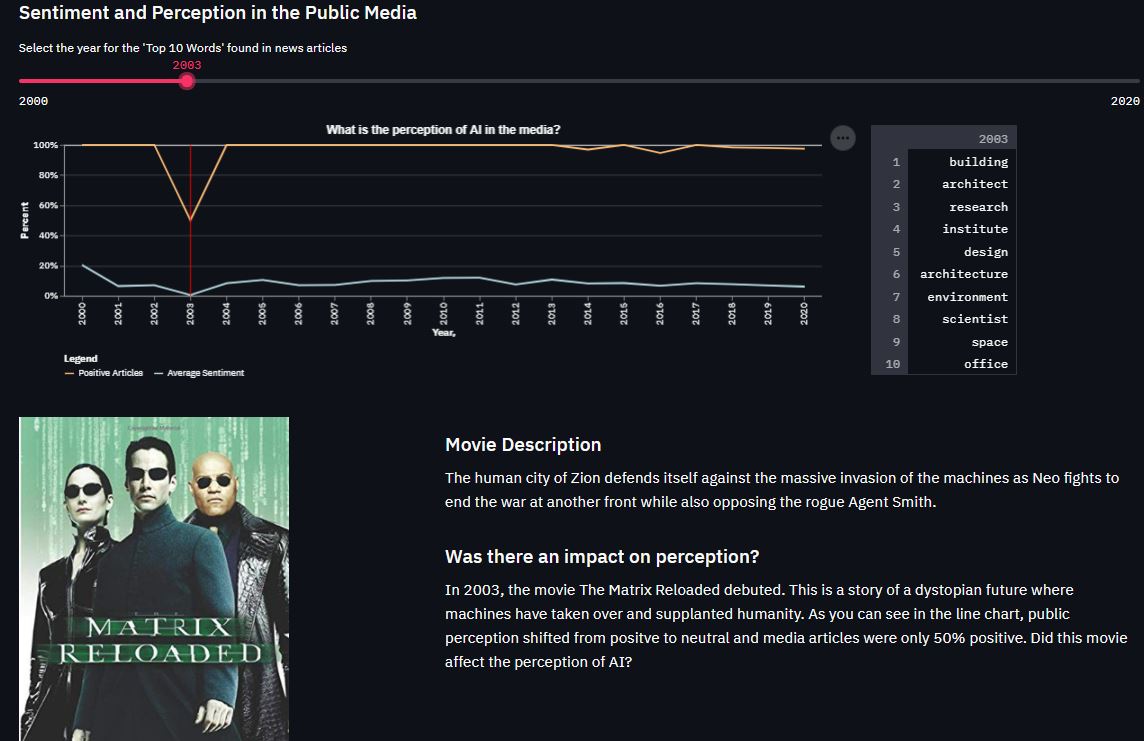 Sentiment and Perception in the Public Media
Select the year for the 'Top 10 Words' found in news articles
2003
2000
2020
What is the perception of AI in the media?
•••
100%
80%
60%
40%
20%
0%
Percent
2000 2001 2002 2003 2004 2005 2006 2007 2008 2009 2010 2011 2012 2013 2014 2015 2016 2017 2018 2019 2020
Year,
Legend
Positive Articles Average Sentiment
2003
1 building
2 architect
3 research
4 institute
5 design
6 architecture
7 environment
8 scientist
9 space
10 office
Copyrighted Material
THE
MATRIX
RELOADED
Movie Description
The human city of Zion defends itself against the massive invasion of the machines as Neo fights to
end the war at another front while also opposing the rogue Agent Smith.
Was there an impact on perception?
In 2003, the movie The Matrix Reloaded debuted. This is a story of a dystopian future where
machines have taken over and supplanted humanity. As you can see in the line chart, public
perception shifted from positve to neutral and media articles were only 50% positive. Did this movie
affect the perception of AI?